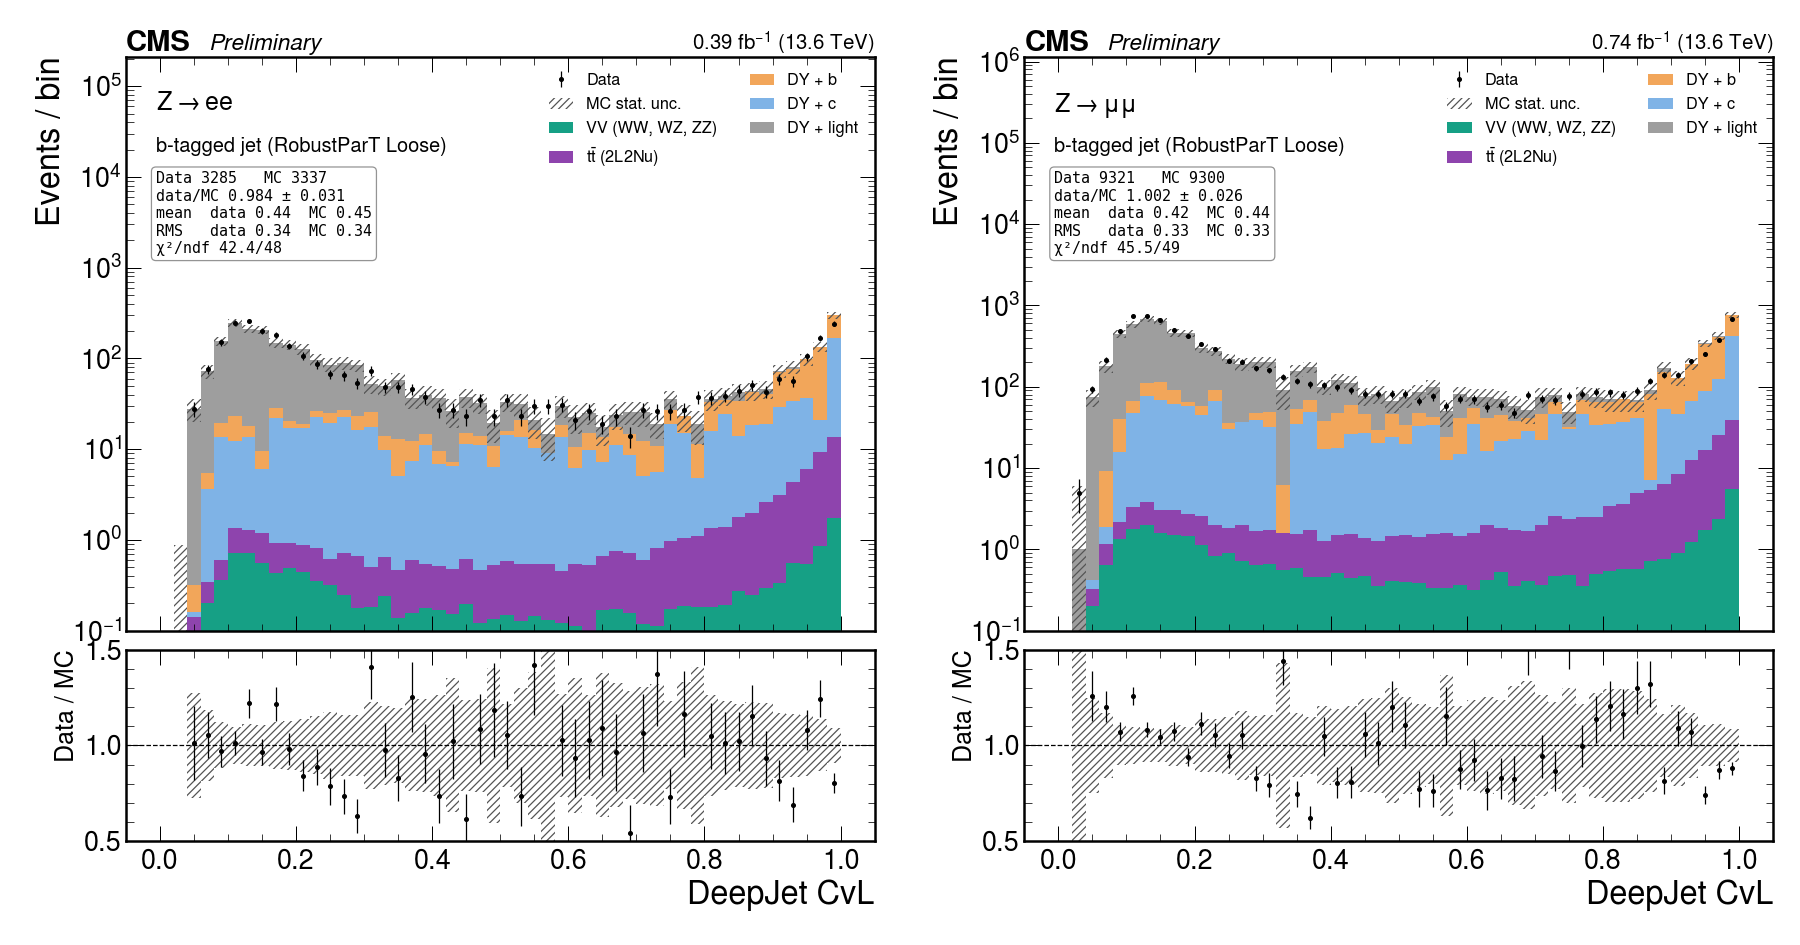 CMS Preliminary 0.39 fb⁻¹ (13.6 TeV)
Events / bin
Z → ee
b-tagged jet (RobustParT Loose)
Data 3285 MC 3337
data/MC 0.984 ± 0.031
mean data 0.44 MC 0.45
RMS data 0.34 MC 0.34
χ²/ndf 42.4/48
Data
MC stat. unc.
VV (WW, WZ, ZZ)
tt̄ (2L2Nu)
DY + b
DY + c
DY + light
10⁵
10⁴
10³
10²
10¹
10⁰
10⁻¹
Data / MC
1.5
1.0
0.5
0.0 0.2 0.4 0.6 0.8 1.0
DeepJet CvL
CMS Preliminary 0.74 fb⁻¹ (13.6 TeV)
Events / bin
Z → μμ
b-tagged jet (RobustParT Loose)
Data 9321 MC 9300
data/MC 1.002 ± 0.026
mean data 0.42 MC 0.44
RMS data 0.33 MC 0.33
χ²/ndf 45.5/49
Data
MC stat. unc.
VV (WW, WZ, ZZ)
tt̄ (2L2Nu)
DY + b
DY + c
DY + light
10⁶
10⁵
10⁴
10³
10²
10¹
10⁰
10⁻¹
Data / MC
1.5
1.0
0.5
0.0 0.2 0.4 0.6 0.8 1.0
DeepJet CvL